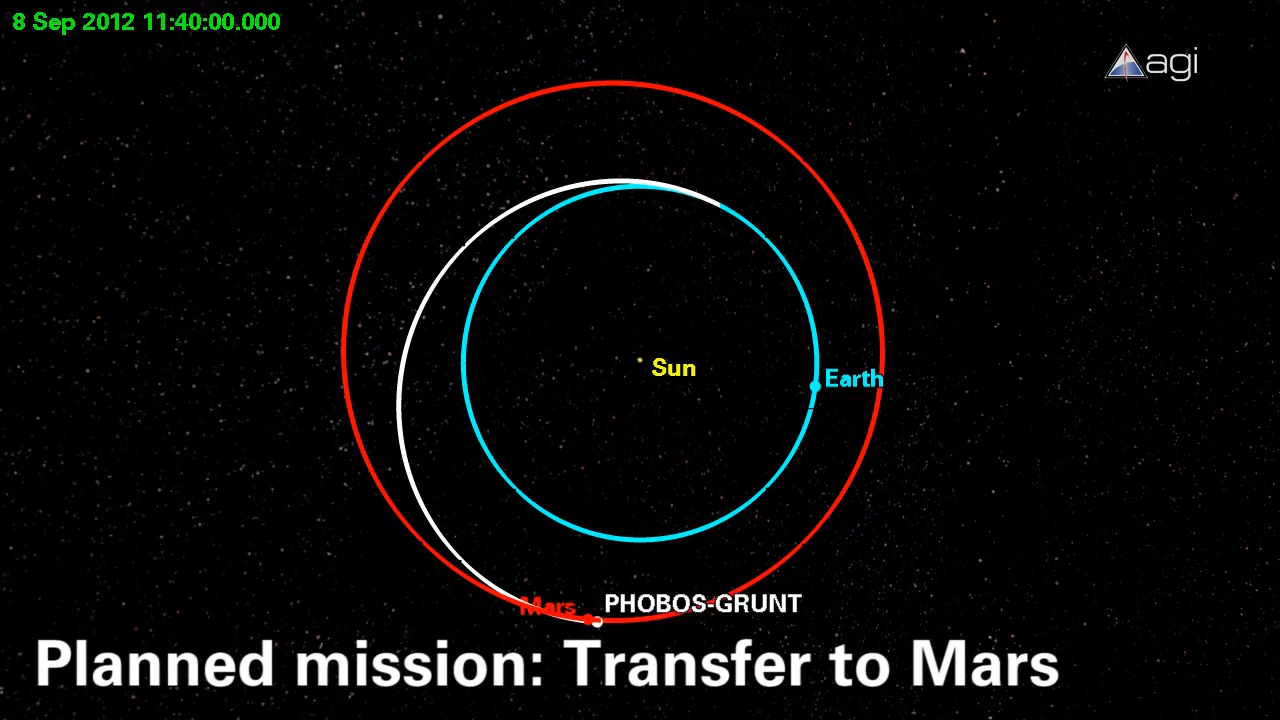 8 Sep 2012 11:40:00.000
agi
Sun
Earth
Mars
PHOBOS-GRUNT
Planned mission: Transfer to Mars